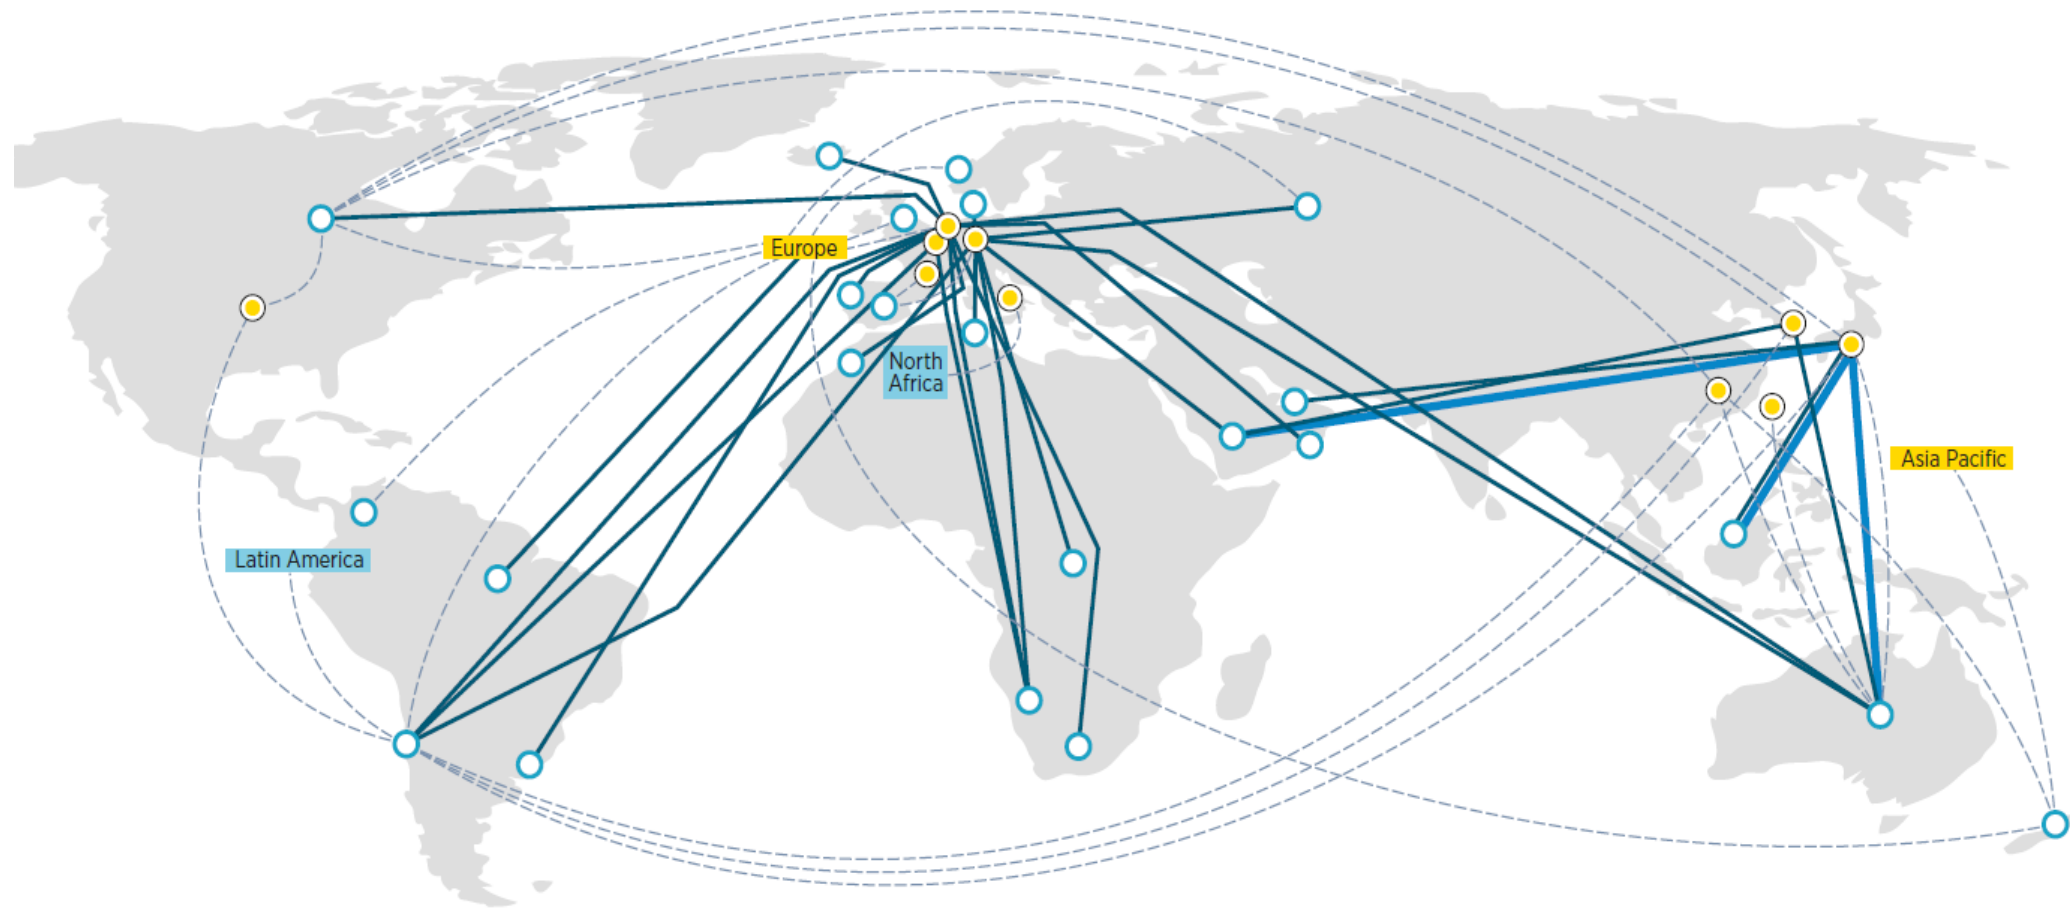 Europe
North
Africa
Asia Pacific
Latin America